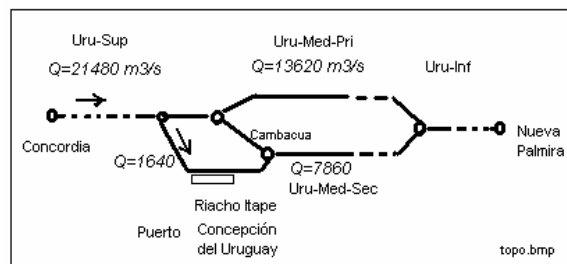 Uru-Sup
Q=21480 m3/s
Uru-Med-Pri
Q=13620 m3/s
Uru-Inf
Concordia
Cambacua
Nueva
Palmira
Q=1640
Q=7860
Uru-Med-Sec
Riacho Itape
Puerto Concepción
del Uruguay
topo.bmp